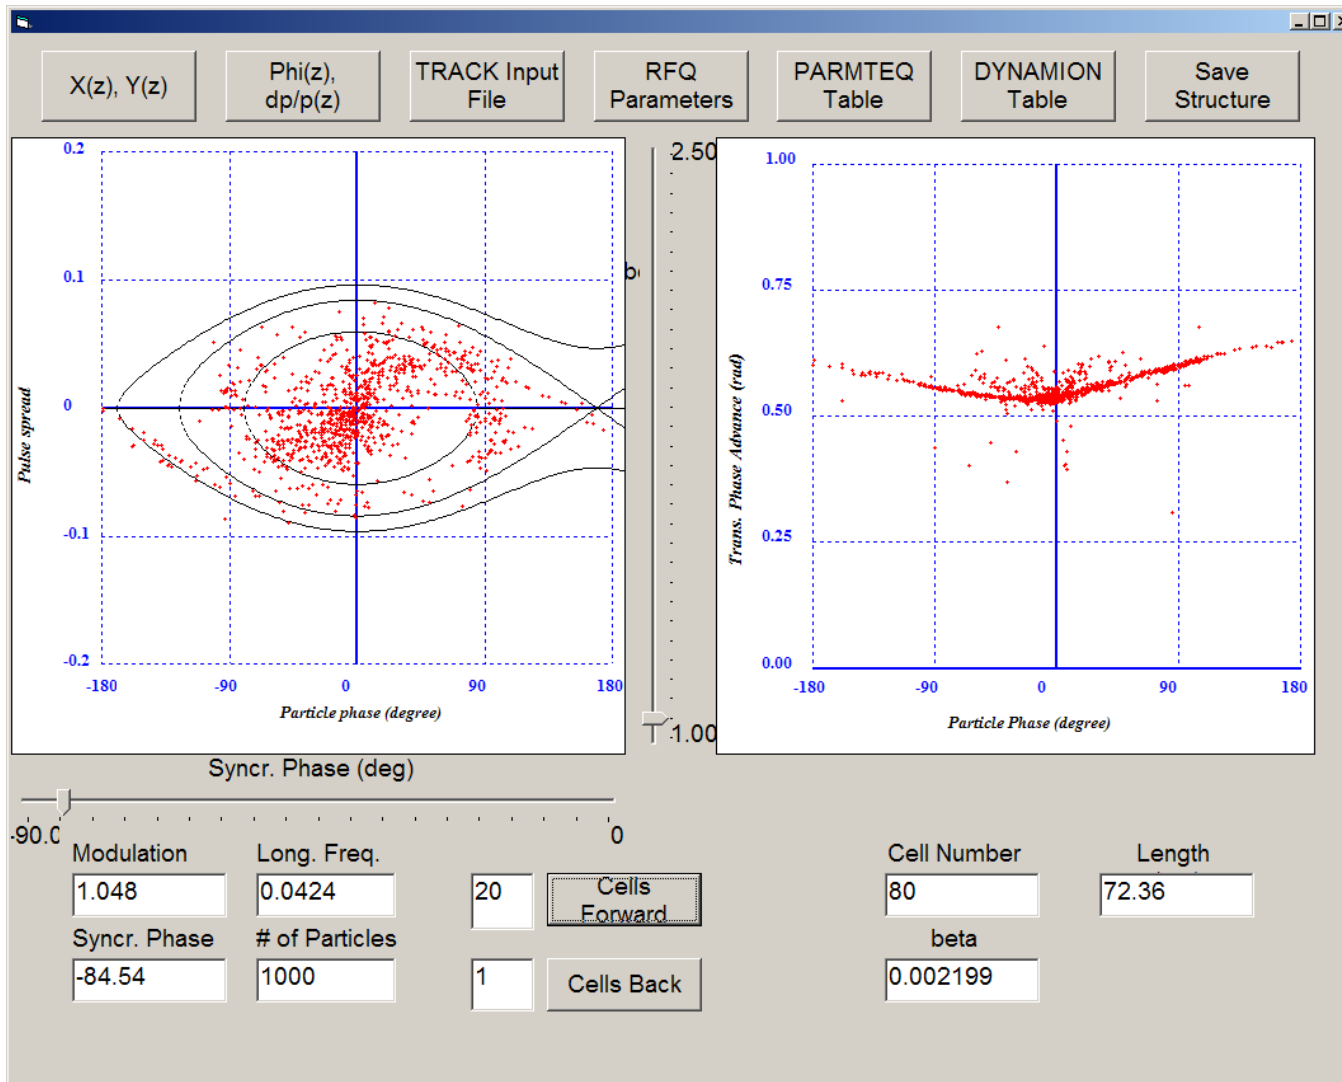 X(z), Y(z)
Phi(z),
dp/p(z)
TRACK Input
File
RFQ
Parameters
PARMTEQ
Table
DYNAMION
Table
Save
Structure
0.2
0.1
0
-0.1
-0.2
-180
-90
0
90
180
Pulse spread
Particle phase (degree)
2.50
1.00
1.00
0.75
0.50
0.25
0.00
-180
-90
0
90
180
Trans. Phase Advance (rad)
Particle Phase (degree)
Syncr. Phase (deg)
-90.0
0
Modulation
Long. Freq.
1.048
0.0424
20
Cells
Forward
Syncr. Phase
# of Particles
-84.54
1000
1
Cells Back
Cell Number
Length
80
72.36
beta
0.002199